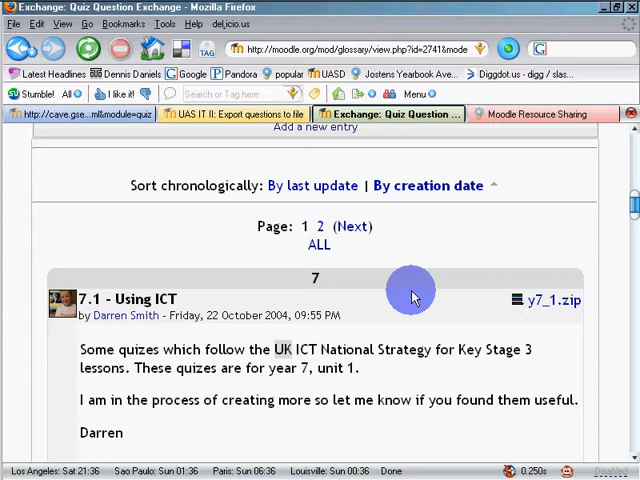 Exchange: Quiz Question Exchange - Mozilla Firefox
File Edit View Go Bookmarks Tools Help del.icio.us
TAG http://moodle.org/mod/glossary/view.php?id=2741&mode G
Latest Headlines Dennis Daniels Google Pandora popular UASD Jostens Yearbook Aven... Diggdot.us - digg / slas...
Stumble! All I like it! Search or Tag here Menu
http://cave.gse...ml&module=quiz UAS IT II: Export questions to file Exchange: Quiz Question ... Moodle Resource Sharing
Add a new entry
Sort chronologically: By last update | By creation date
Page: 1 2 (Next)
ALL
7
7.1 - Using ICT y7_1.zip
by Darren Smith - Friday, 22 October 2004, 09:55 PM
Some quizes which follow the UK ICT National Strategy for Key Stage 3
lessons. These quizes are for year 7, unit 1.
I am in the process of creating more so let me know if you found them useful.
Darren
Los Angeles: Sat 21:36 Sao Paulo: Sun 01:36 Paris: Sun 06:36 Louisville: Sun 00:36 Done 0.250s Disabled